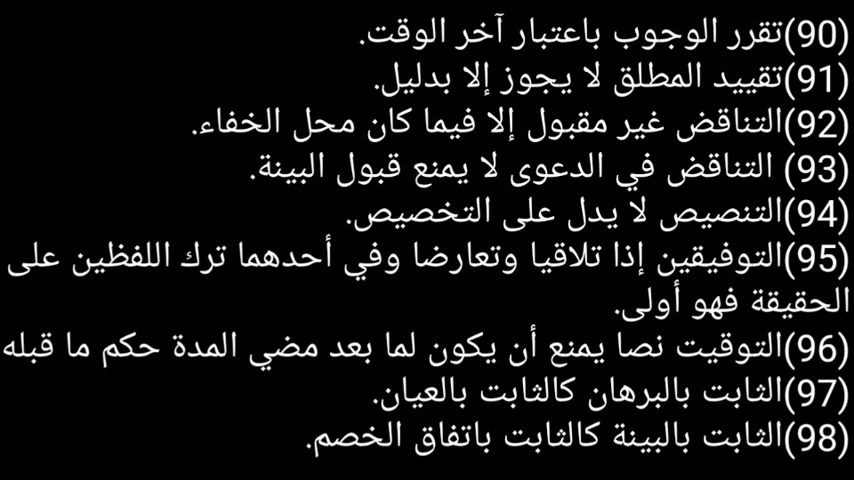 (90)تقرر الوجوب باعتبار آخر الوقت.
(91)تقييد المطلق لا يجوز إلا بدليل.
(92)التناقض غير مقبول إلا فيما كان محل الخفاء.
(93) التناقض في الدعوى لا يمنع قبول البينة.
(94)التنصيص لا يدل على التخصيص.
(95)التوفيقين إذا تلاقيا وتعارضا وفي أحدهما ترك اللفظين على
الحقيقة فهو أولى.
(96)التوقيت نصا يمنع أن يكون لما بعد مضي المدة حكم ما قبله
(97)الثابت بالبرهان كالثابت بالعيان.
(98)الثابت بالبينة كالثابت باتفاق الخصم.